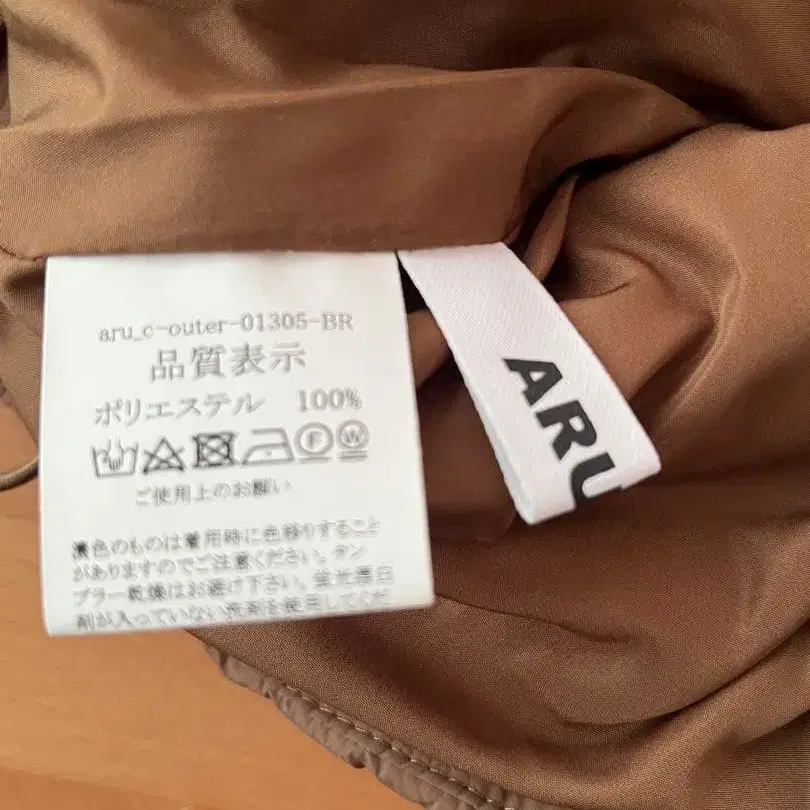 aru_c-outer-01305-BR
品質表示
ポリエステル 100%
F W
ご使用上のお願い
濃色のものは着用時に色移りすること
がありますのでご注意ください。タン
ブラー乾燥はお避け下さい。蛍光漂白
剤が入っていない洗剤を使用してくだ
ARU